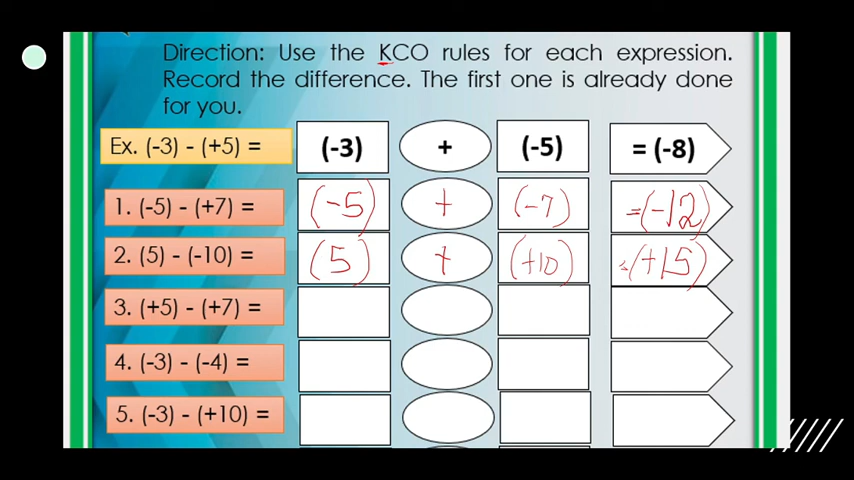 Direction: Use the KCO rules for each expression.
Record the difference. The first one is already done
for you.
Ex. (-3) - (+5) = (-3) + (-5) = (-8)
1. (-5) - (+7) = (-5) + (-7) =(-12)
2. (5) - (-10) = (5) + (+10) =(+15)
3. (+5) - (+7) =
4. (-3) - (-4) =
5. (-3) - (+10) =